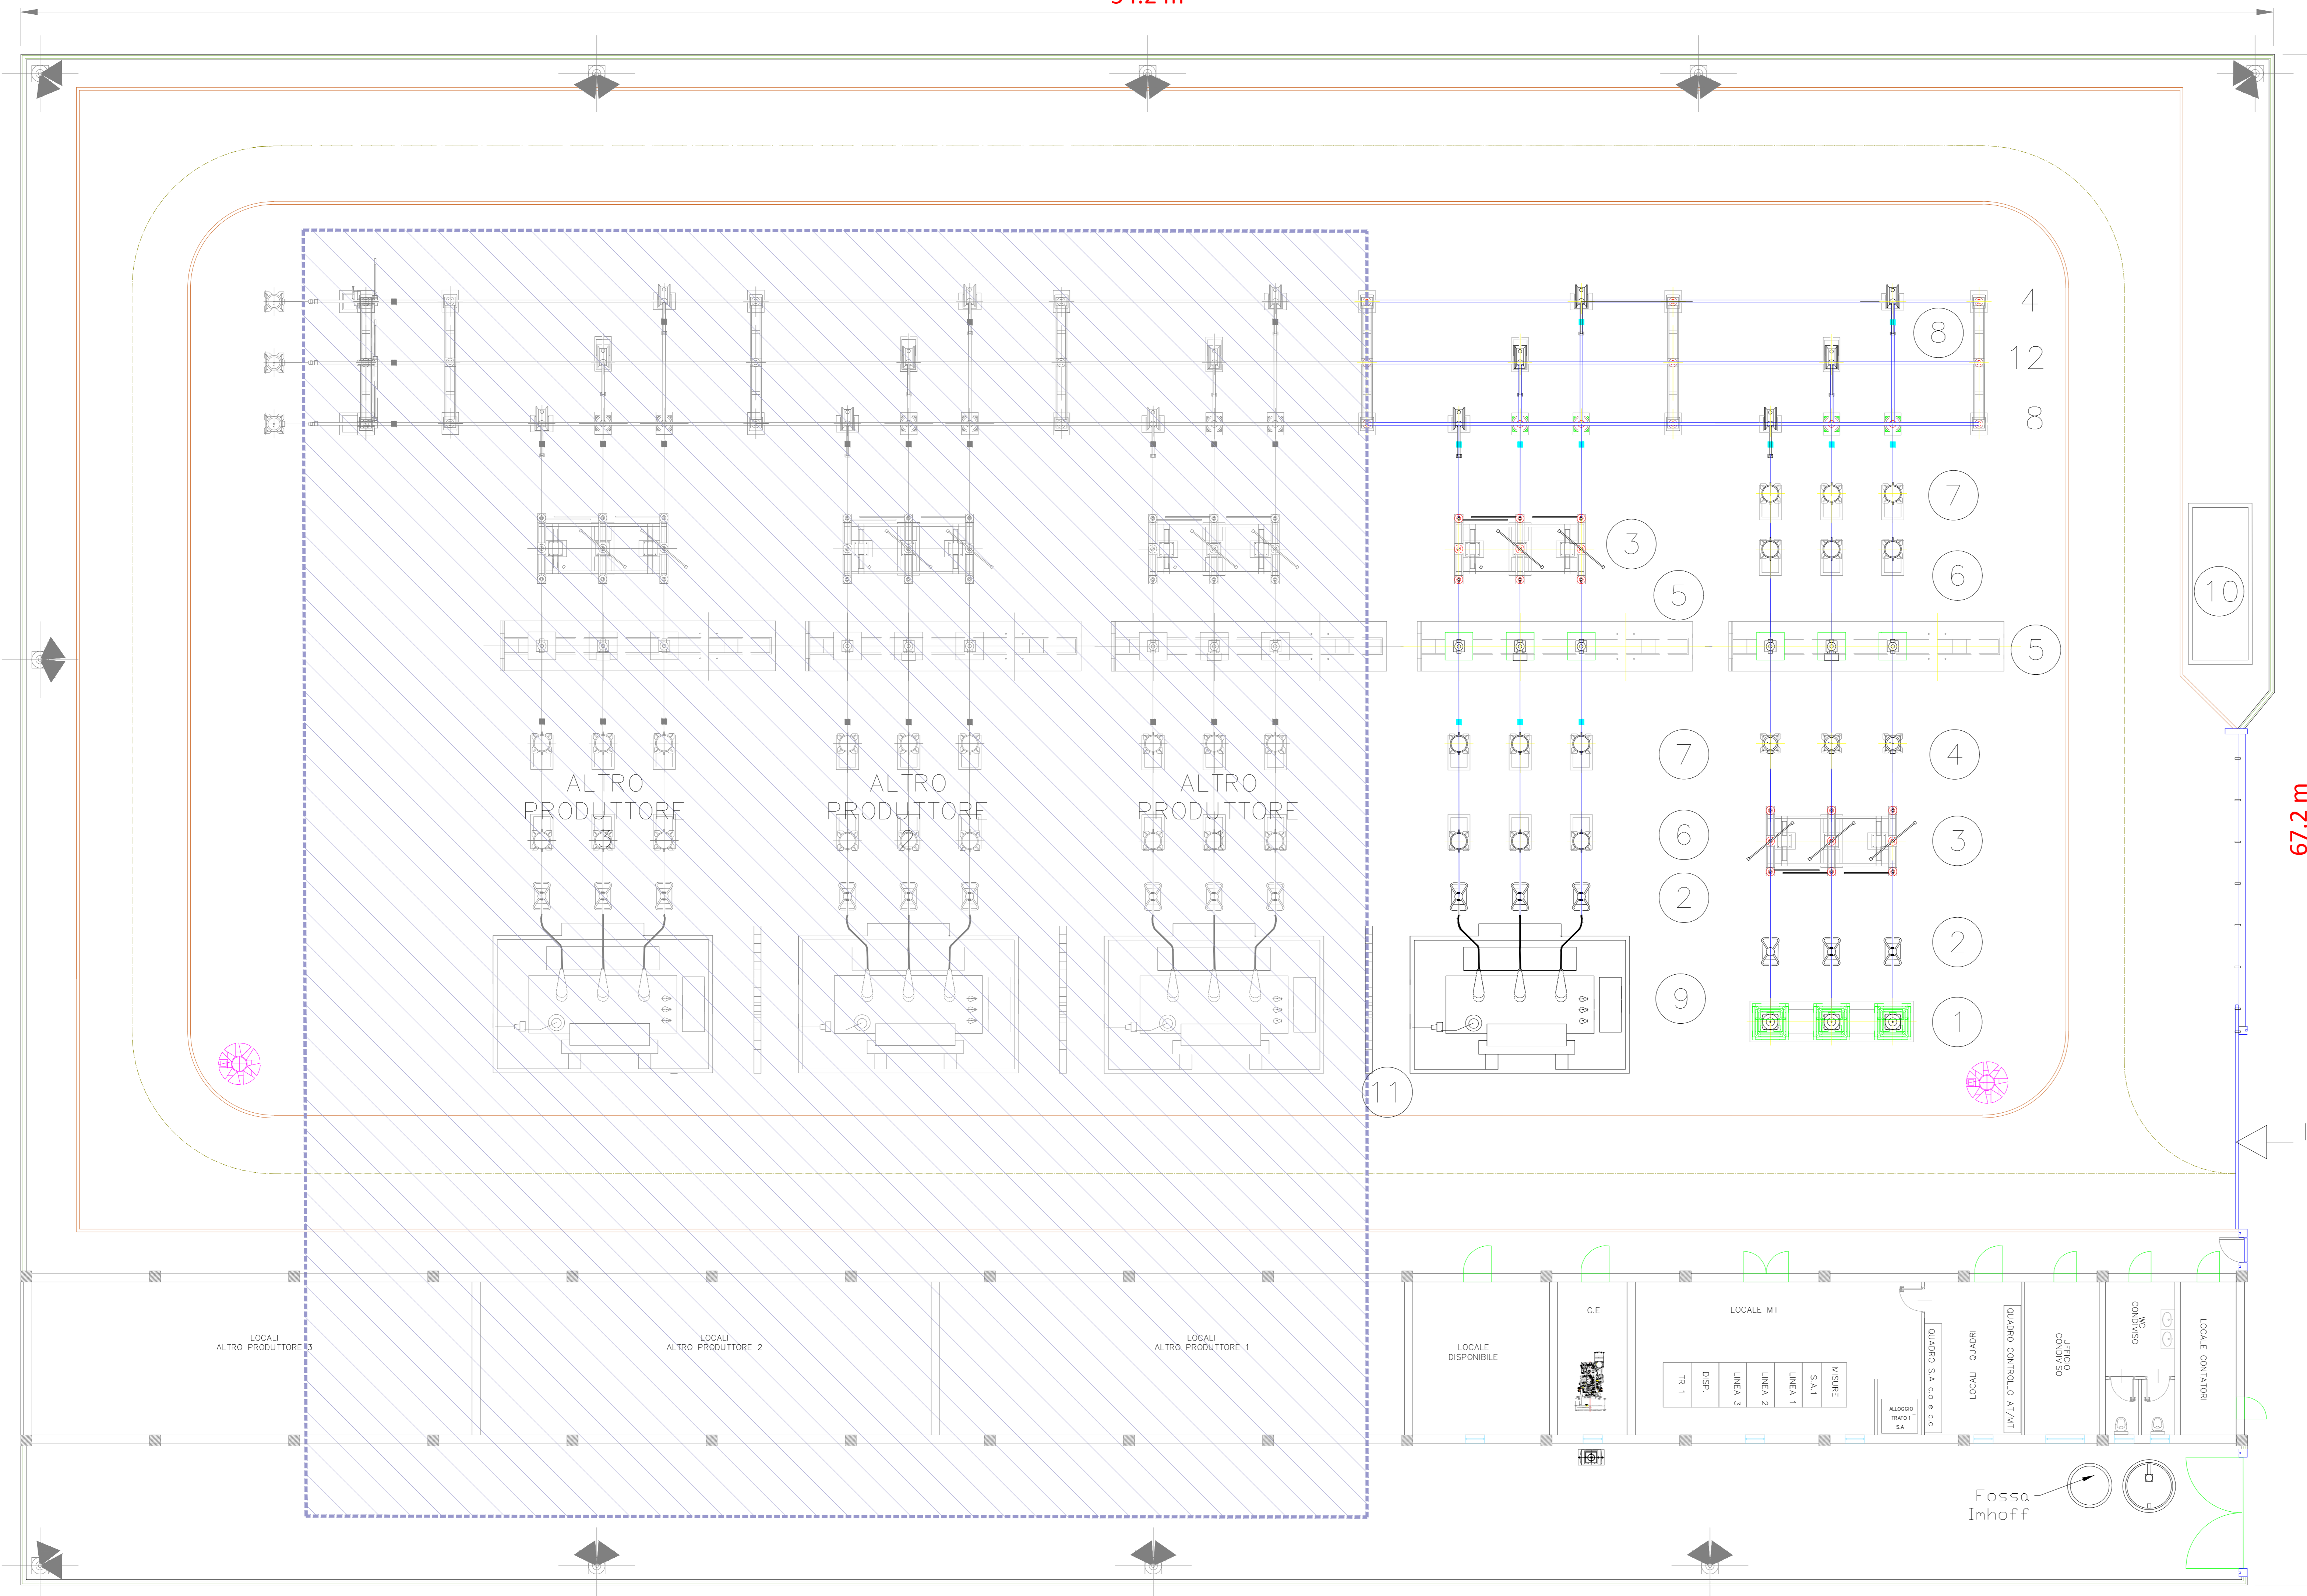 4
8
12
8
7
3
6
5
10
5
67.2 m
7
4
ALTRO
PRODUTTORE
3
ALTRO
PRODUTTORE
2
ALTRO
PRODUTTORE
1
6
3
2
2
9
1
11
LOCALI
ALTRO PRODUTTORE 3
LOCALI
ALTRO PRODUTTORE 2
LOCALI
ALTRO PRODUTTORE 1
LOCALE
DISPONIBILE
G.E
LOCALE MT
TR 1
DISP.
LINEA 3
LINEA 2
LINEA 1
S.A.1
MISURE
ALLOGGIO
TRAFO 1
S.A
QUADRO S.A c.a e c.c
LOCALI QUADRI
QUADRO CONTROLLO AT/MT
UFFICIO
CONDIVISO
WC
CONDIVISO
LOCALE CONTATORI
Fossa
Imhoff